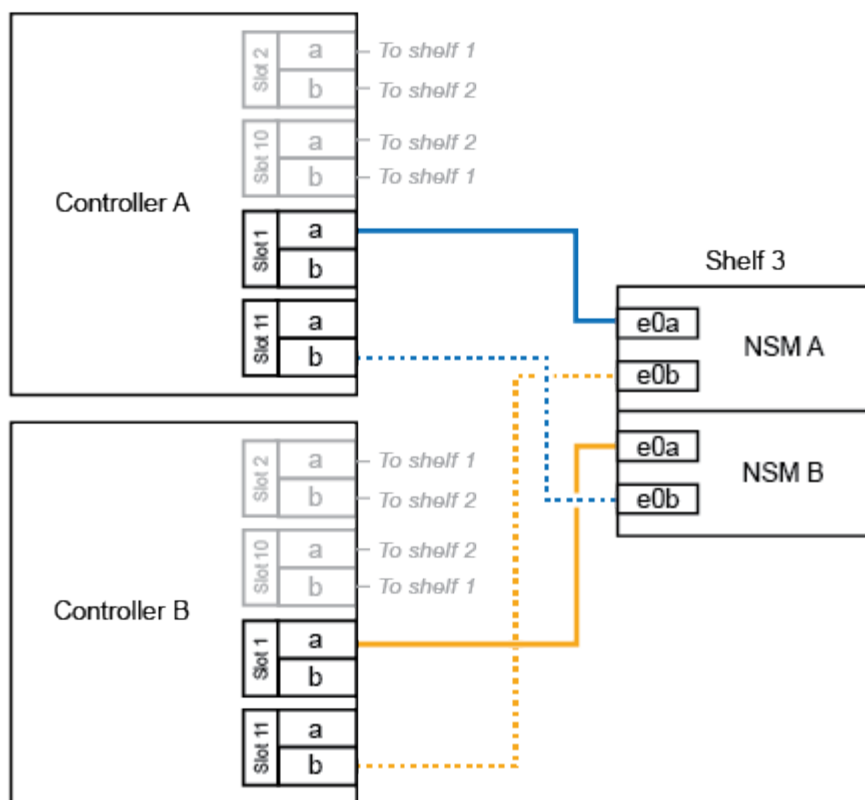 Controller A
Slot 2
a
To shelf 1
b
To shelf 2
Slot 10
a
To shelf 2
b
To shelf 1
Slot 1
a
b
Slot 11
a
b
Controller B
Slot 2
a
To shelf 1
b
To shelf 2
Slot 10
a
To shelf 2
b
To shelf 1
Slot 1
a
b
Slot 11
a
b
Shelf 3
e0a
NSM A
e0b
e0a
NSM B
e0b